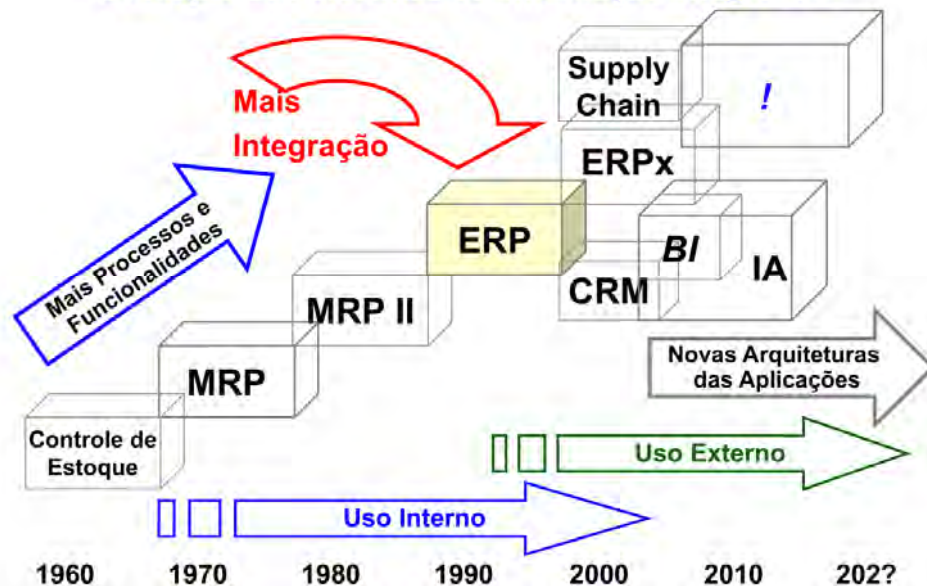 Supply
Chain
!
Mais
Integração
ERPx
Mais Processos e
Funcionalidades
ERP
BI
IA
CRM
MRP II
MRP
Novas Arquiteturas
das Aplicações
Controle de
Estoque
Uso Externo
Uso Interno
1960 1970 1980 1990 2000 2010 202?